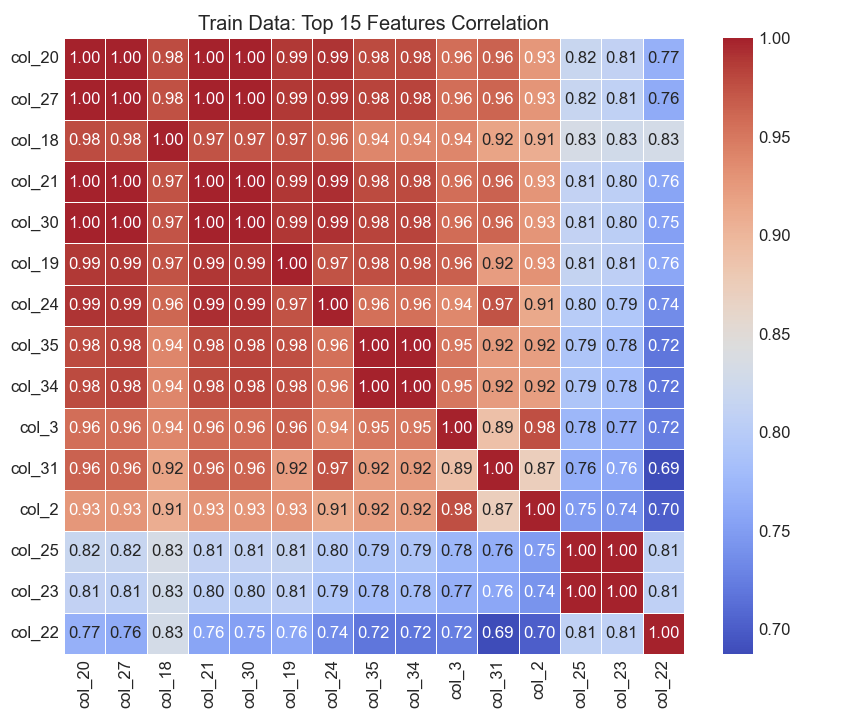 Train Data: Top 15 Features Correlation
col_20 1.00 1.00 0.98 1.00 1.00 0.99 0.99 0.98 0.98 0.96 0.96 0.93 0.82 0.81 0.77
col_27 1.00 1.00 0.98 1.00 1.00 0.99 0.99 0.98 0.98 0.96 0.96 0.93 0.82 0.81 0.76
col_18 0.98 0.98 1.00 0.97 0.97 0.97 0.96 0.94 0.94 0.94 0.92 0.91 0.83 0.83 0.83
col_21 1.00 1.00 0.97 1.00 1.00 0.99 0.99 0.98 0.98 0.96 0.96 0.93 0.81 0.80 0.76
col_30 1.00 1.00 0.97 1.00 1.00 0.99 0.99 0.98 0.98 0.96 0.96 0.93 0.81 0.80 0.75
col_19 0.99 0.99 0.97 0.99 0.99 1.00 0.97 0.98 0.98 0.96 0.92 0.93 0.81 0.81 0.76
col_24 0.99 0.99 0.96 0.99 0.99 0.97 1.00 0.96 0.96 0.94 0.97 0.91 0.80 0.79 0.74
col_35 0.98 0.98 0.94 0.98 0.98 0.98 0.96 1.00 1.00 0.95 0.92 0.92 0.79 0.78 0.72
col_34 0.98 0.98 0.94 0.98 0.98 0.98 0.96 1.00 1.00 0.95 0.92 0.92 0.79 0.78 0.72
col_3 0.96 0.96 0.94 0.96 0.96 0.96 0.94 0.95 0.95 1.00 0.89 0.98 0.78 0.77 0.72
col_31 0.96 0.96 0.92 0.96 0.96 0.92 0.97 0.92 0.92 0.89 1.00 0.87 0.76 0.76 0.69
col_2 0.93 0.93 0.91 0.93 0.93 0.93 0.91 0.92 0.92 0.98 0.87 1.00 0.75 0.74 0.70
col_25 0.82 0.82 0.83 0.81 0.81 0.81 0.80 0.79 0.79 0.78 0.76 0.75 1.00 1.00 0.81
col_23 0.81 0.81 0.83 0.80 0.80 0.81 0.79 0.78 0.78 0.77 0.76 0.74 1.00 1.00 0.81
col_22 0.77 0.76 0.83 0.76 0.75 0.76 0.74 0.72 0.72 0.72 0.69 0.70 0.81 0.81 1.00
col_20 col_27 col_18 col_21 col_30 col_19 col_24 col_35 col_34 col_3 col_31 col_2 col_25 col_23 col_22
1.00
0.95
0.90
0.85
0.80
0.75
0.70